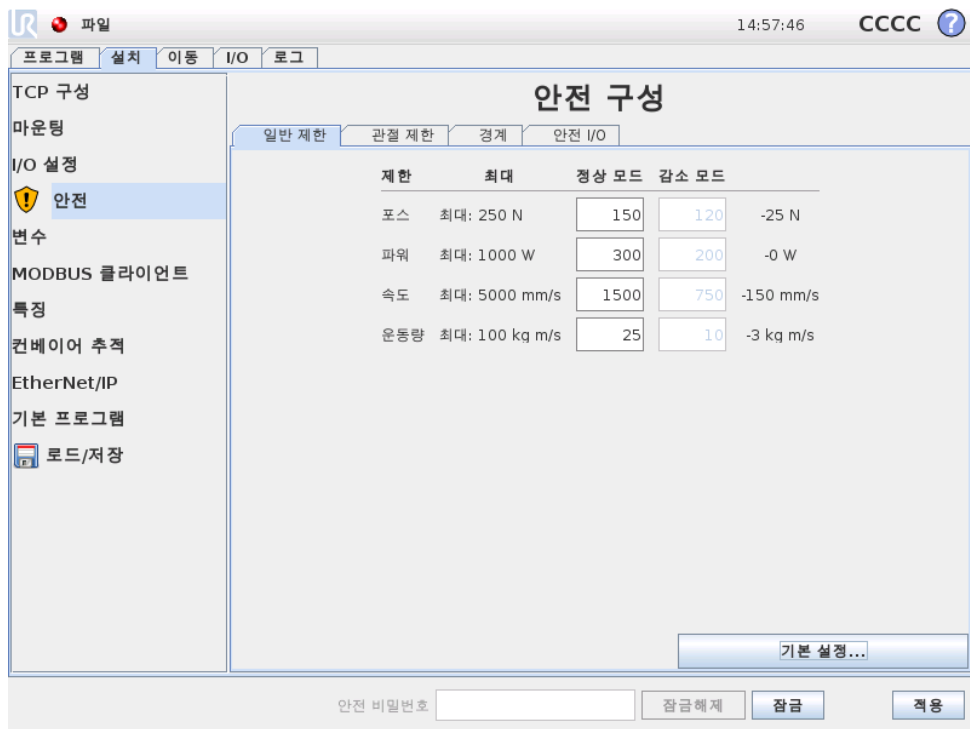 UR 파일 14:57:46 CCCC ?
프로그램 설치 이동 I/O 로그
TCP 구성
마운팅
I/O 설정
안전
변수
MODBUS 클라이언트
특징
컨베이어 추적
EtherNet/IP
기본 프로그램
로드/저장
안전 구성
일반 제한 관절 제한 경계 안전 I/O
제한 최대 정상 모드 감소 모드
포스 최대: 250 N 150 120 -25 N
파워 최대: 1000 W 300 200 -0 W
속도 최대: 5000 mm/s 1500 750 -150 mm/s
운동량 최대: 100 kg m/s 25 10 -3 kg m/s
기본 설정...
안전 비밀번호 잠금해제 잠금 적용